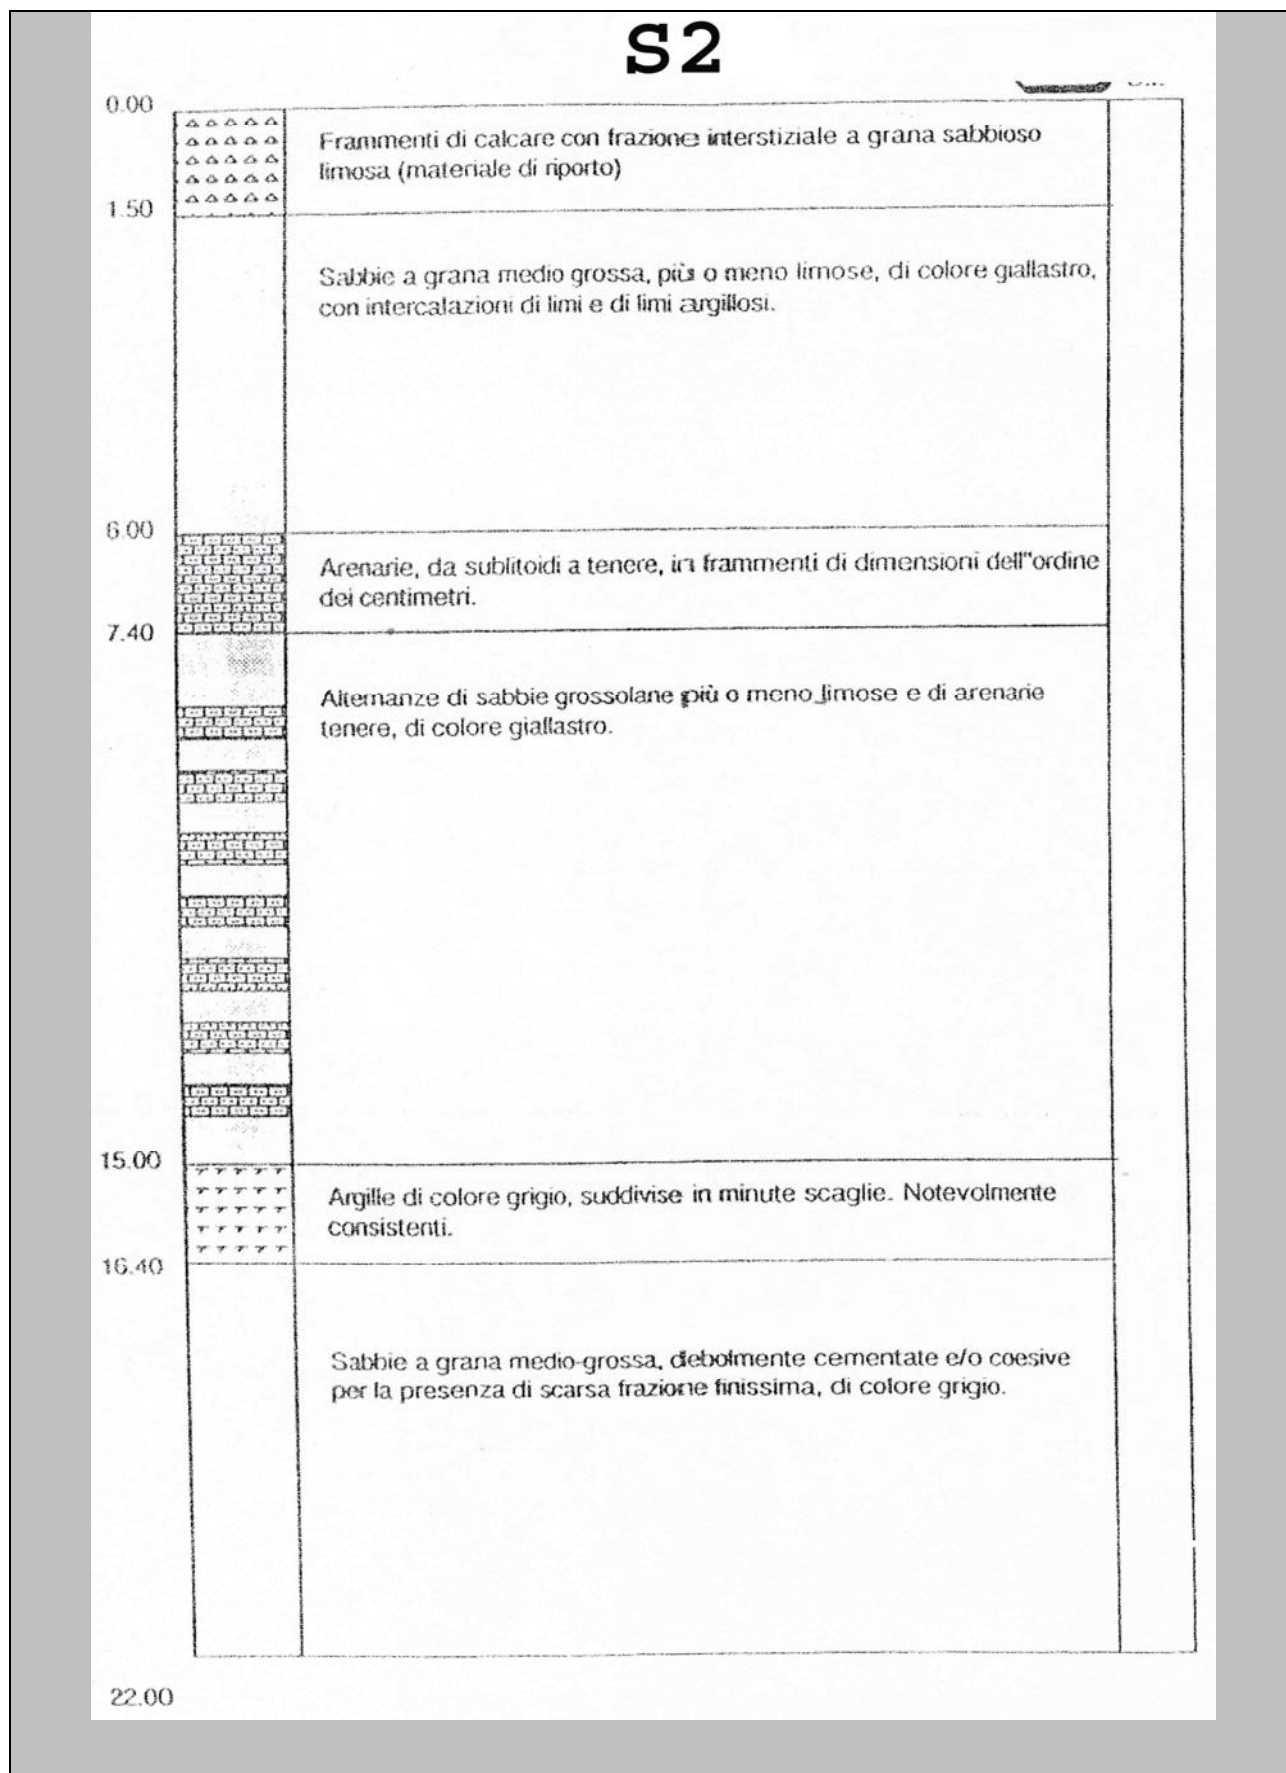 S2
0.00
Frammenti di calcare con frazione interstiziale a grana sabbioso
limosa (materiale di riporto)
1.50
Sabbie a grana medio grossa, più o meno limose, di colore giallastro,
con intercalazioni di limi e di limi argillosi.
6.00
Arenarie, da sublitoidi a tenere, in frammenti di dimensioni dell"ordine
dei centimetri.
7.40
Alternanze di sabbie grossolane più o meno limose e di arenarie
tenere, di colore giallastro.
15.00
Argille di colore grigio, suddivise in minute scaglie. Notevolmente
consistenti.
16.40
Sabbie a grana medio-grossa, debolmente cementate e/o coesive
per la presenza di scarsa frazione finissima, di colore grigio.
22.00